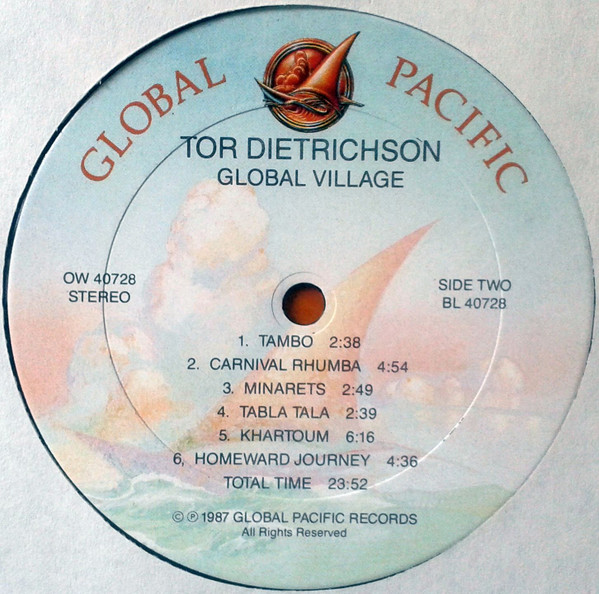 GLOBAL PACIFIC
TOR DIETRICHSON
GLOBAL VILLAGE
OW 40728
STEREO
SIDE TWO
BL 40728
1. TAMBO 2:38
2. CARNIVAL RHUMBA 4:54
3. MINARETS 2:49
4. TABLA TALA 2:39
5. KHARTOUM 6:16
6, HOMEWARD JOURNEY 4:36
TOTAL TIME 23:52
© ℗ 1987 GLOBAL PACIFIC RECORDS
All Rights Reserved